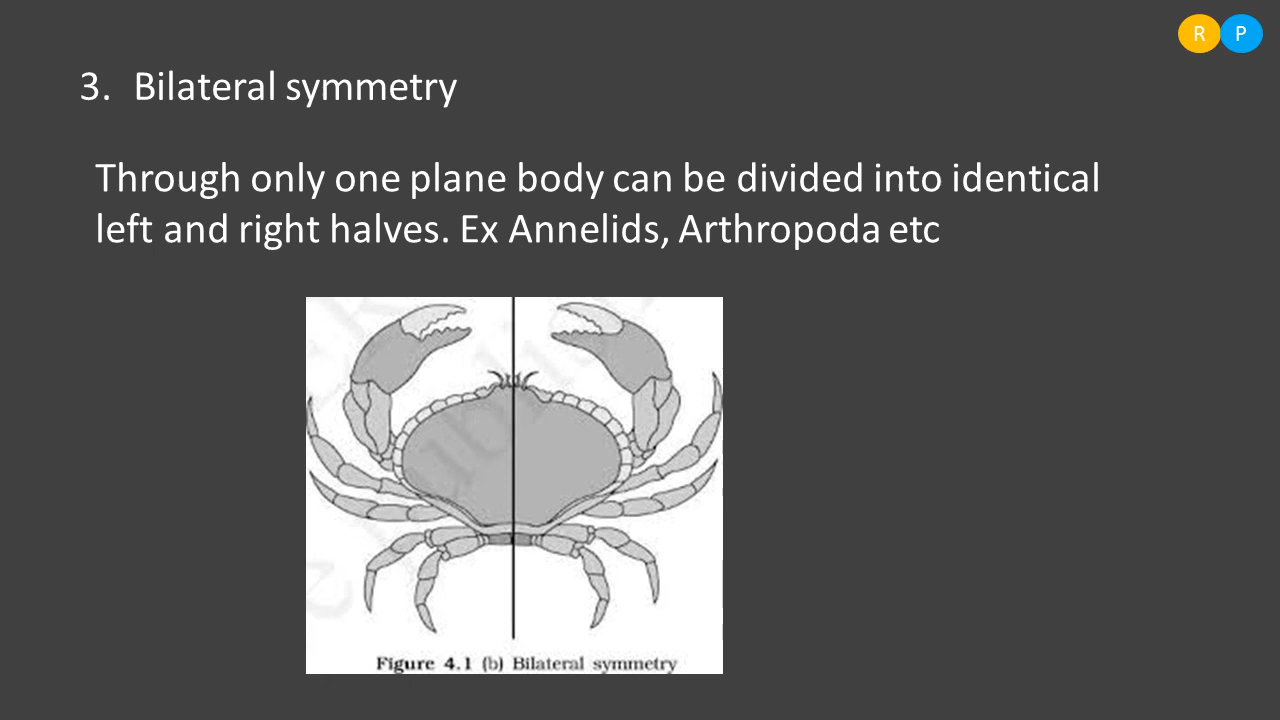 R P
3. Bilateral symmetry
Through only one plane body can be divided into identical
left and right halves. Ex Annelids, Arthropoda etc
Figure 4.1 (b) Bilateral symmetry